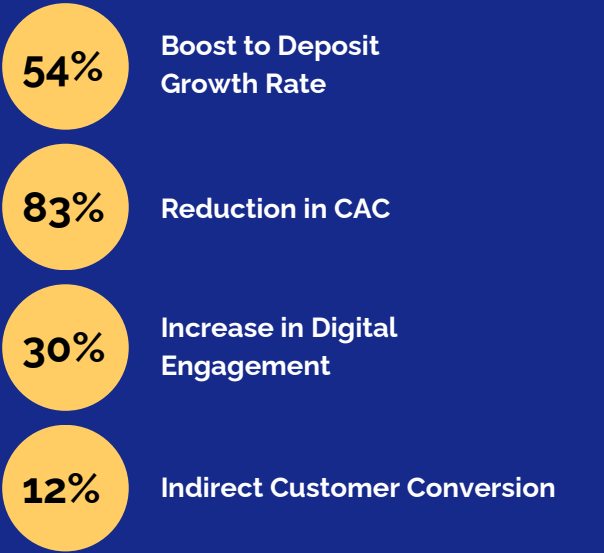 54%
Boost to Deposit
Growth Rate
83%
Reduction in CAC
30%
Increase in Digital
Engagement
12%
Indirect Customer Conversion